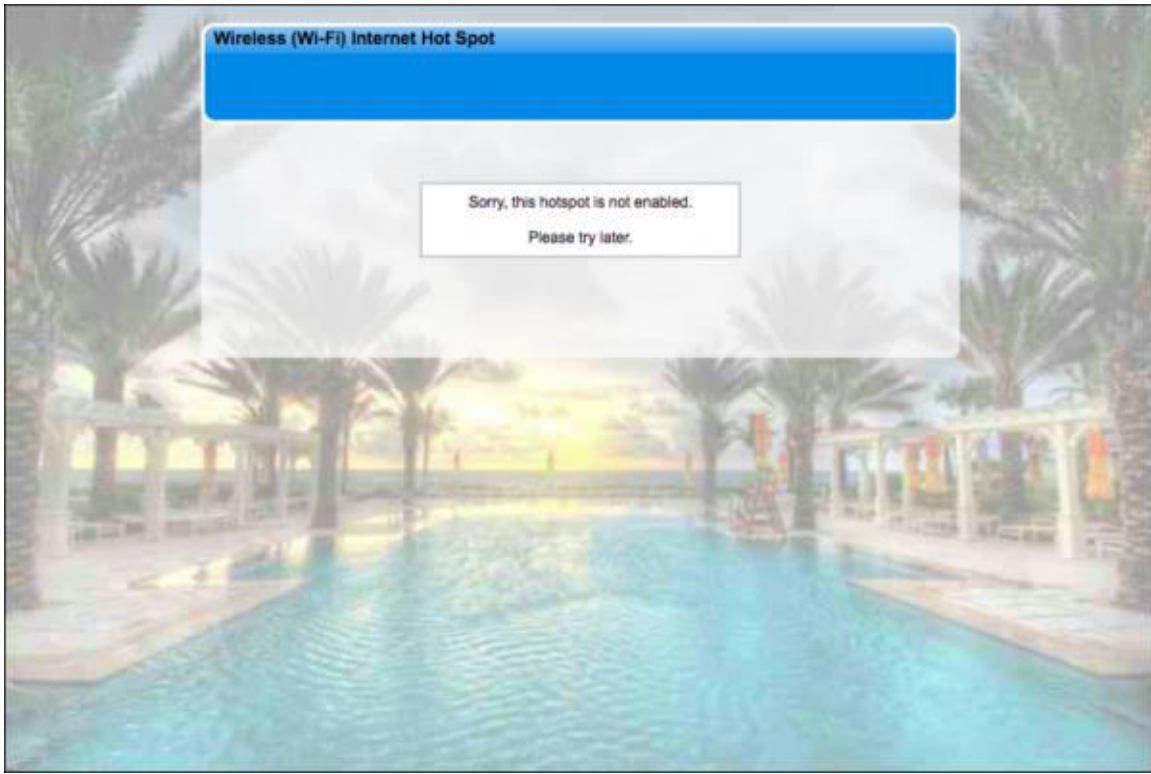 Wireless (Wi-Fi) Internet Hot Spot
Sorry, this hotspot is not enabled.
Please try later.